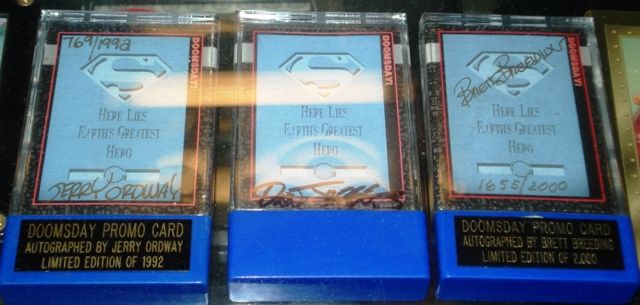 769/1992
DOOMSDAY!
HERE LIES
EARTH'S GREATEST
HERO
JERRY ORDWAY
DOOMSDAY PROMO CARD
AUTOGRAPHED BY JERRY ORDWAY
LIMITED EDITION OF 1992
DOOMSDAY!
HERE LIES
EARTH'S GREATEST
HERO
DOOMSDAY!
BRETT BREEDING
HERE LIES
EARTH'S GREATEST
HERO
1655/2000
DOOMSDAY PROMO CARD
AUTOGRAPHED BY BRETT BREEDING
LIMITED EDITION OF 2,000